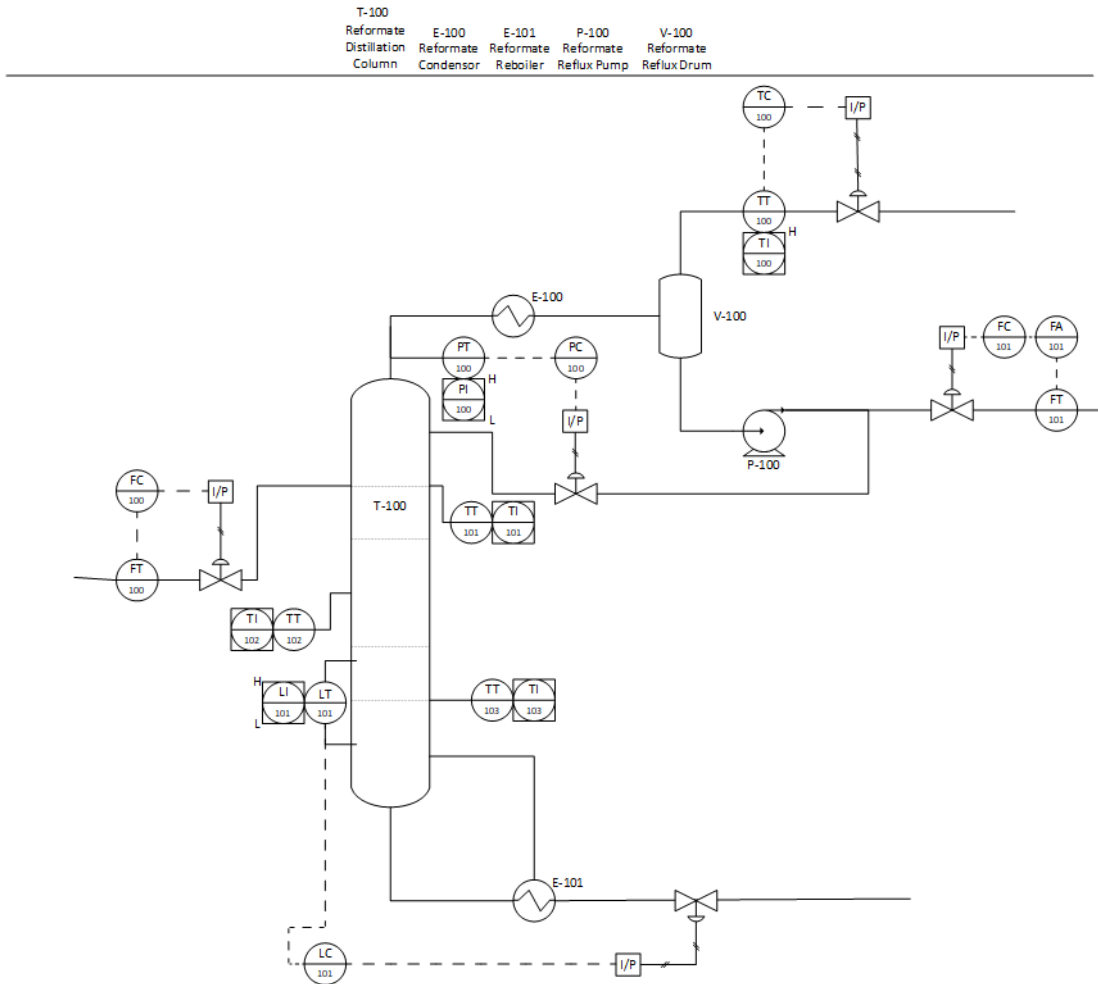 T-100
Reformate
Distillation
Column
E-100
Reformate
Condensor
E-101
Reformate
Reboiler
P-100
Reformate
Reflux Pump
V-100
Reformate
Reflux Drum
TC
100
I/P
TT
100
H
TI
100
E-100
V-100
PT
100
H
PI
100
L
PC
100
I/P
I/P
FC
101
FA
101
FT
101
P-100
FC
100
I/P
FT
100
T-100
TT
101
TI
101
TI
102
TT
102
H
LI
101
L
LT
101
TT
103
TI
103
E-101
LC
101
I/P